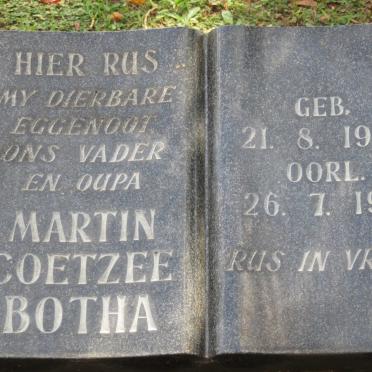 HIER RUS
MY DIERBARE
EGGENOOT
ONS VADER
EN OUPA
MARTIN
COETZEE
BOTHA
GEB.
21. 8. 19
OORL.
26. 7. 19
RUS IN